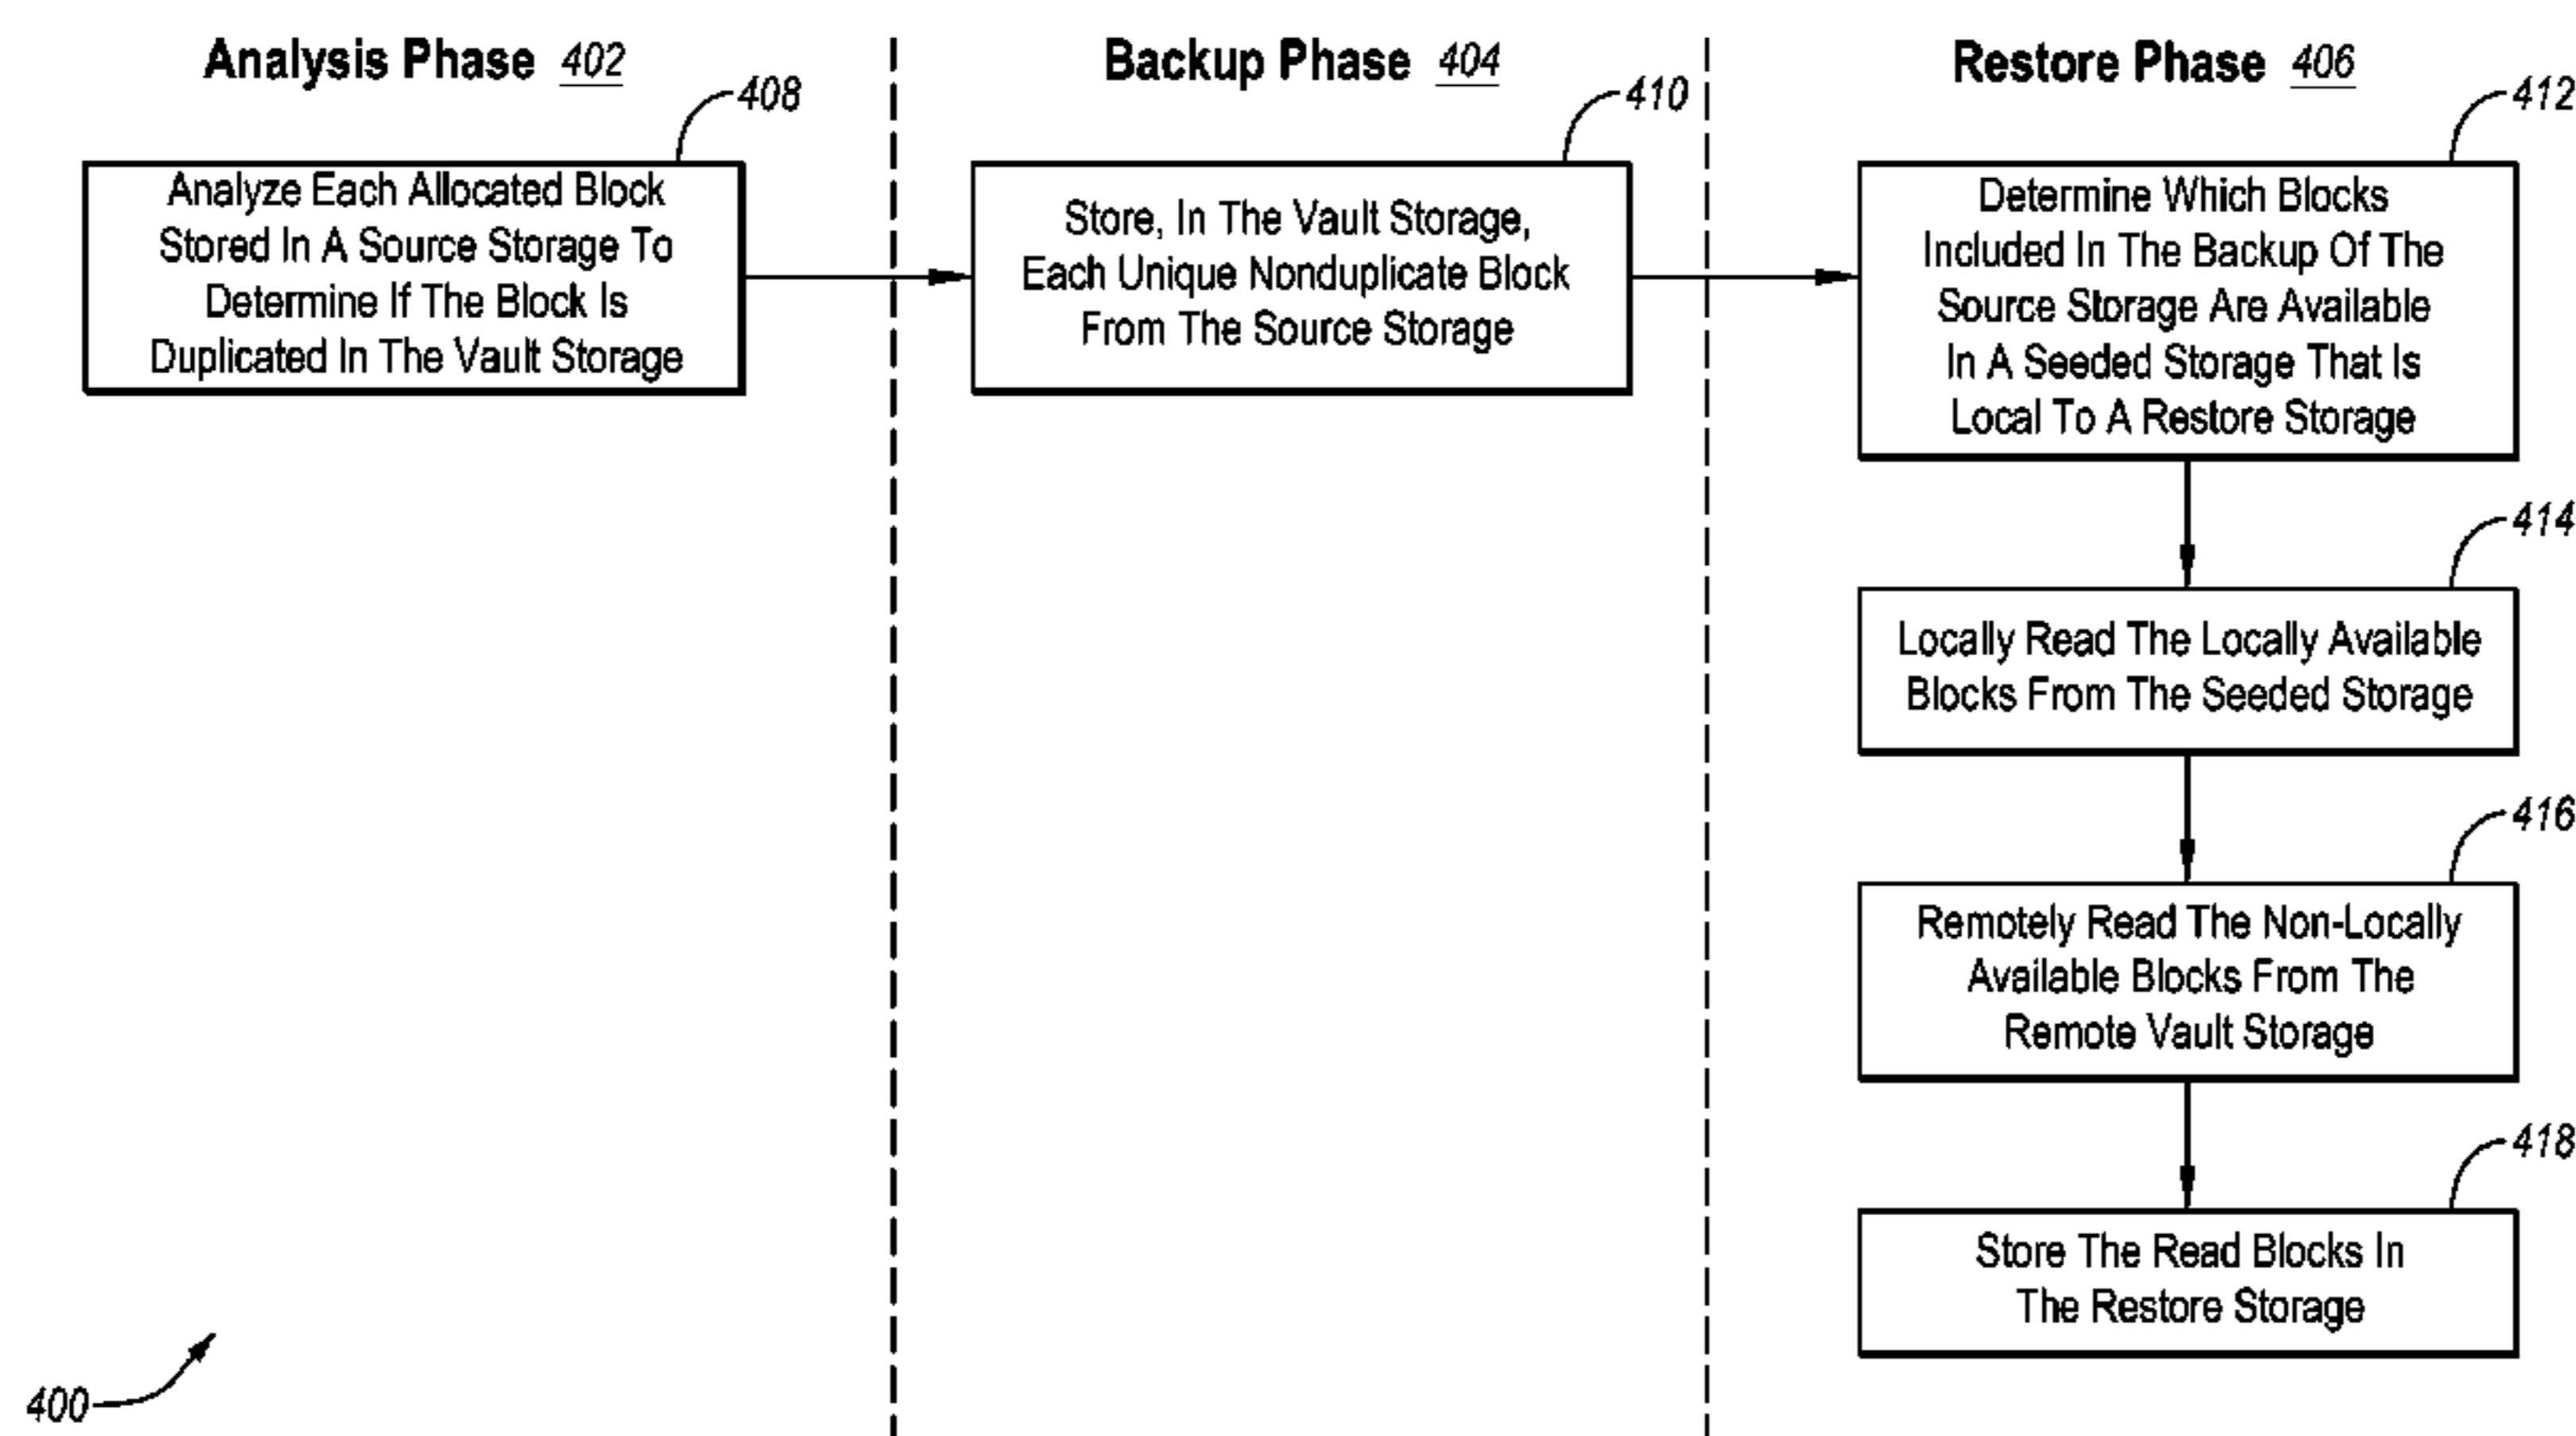 Analysis Phase 402
408
Analyze Each Allocated Block
Stored In A Source Storage To
Determine If The Block Is
Duplicated In The Vault Storage
Backup Phase 404
410
Store, In The Vault Storage,
Each Unique Nonduplicate Block
From The Source Storage
Restore Phase 406
412
Determine Which Blocks
Included In The Backup Of The
Source Storage Are Available
In A Seeded Storage That Is
Local To A Restore Storage
414
Locally Read The Locally Available
Blocks From The Seeded Storage
416
Remotely Read The Non-Locally
Available Blocks From The
Remote Vault Storage
418
Store The Read Blocks In
The Restore Storage
400